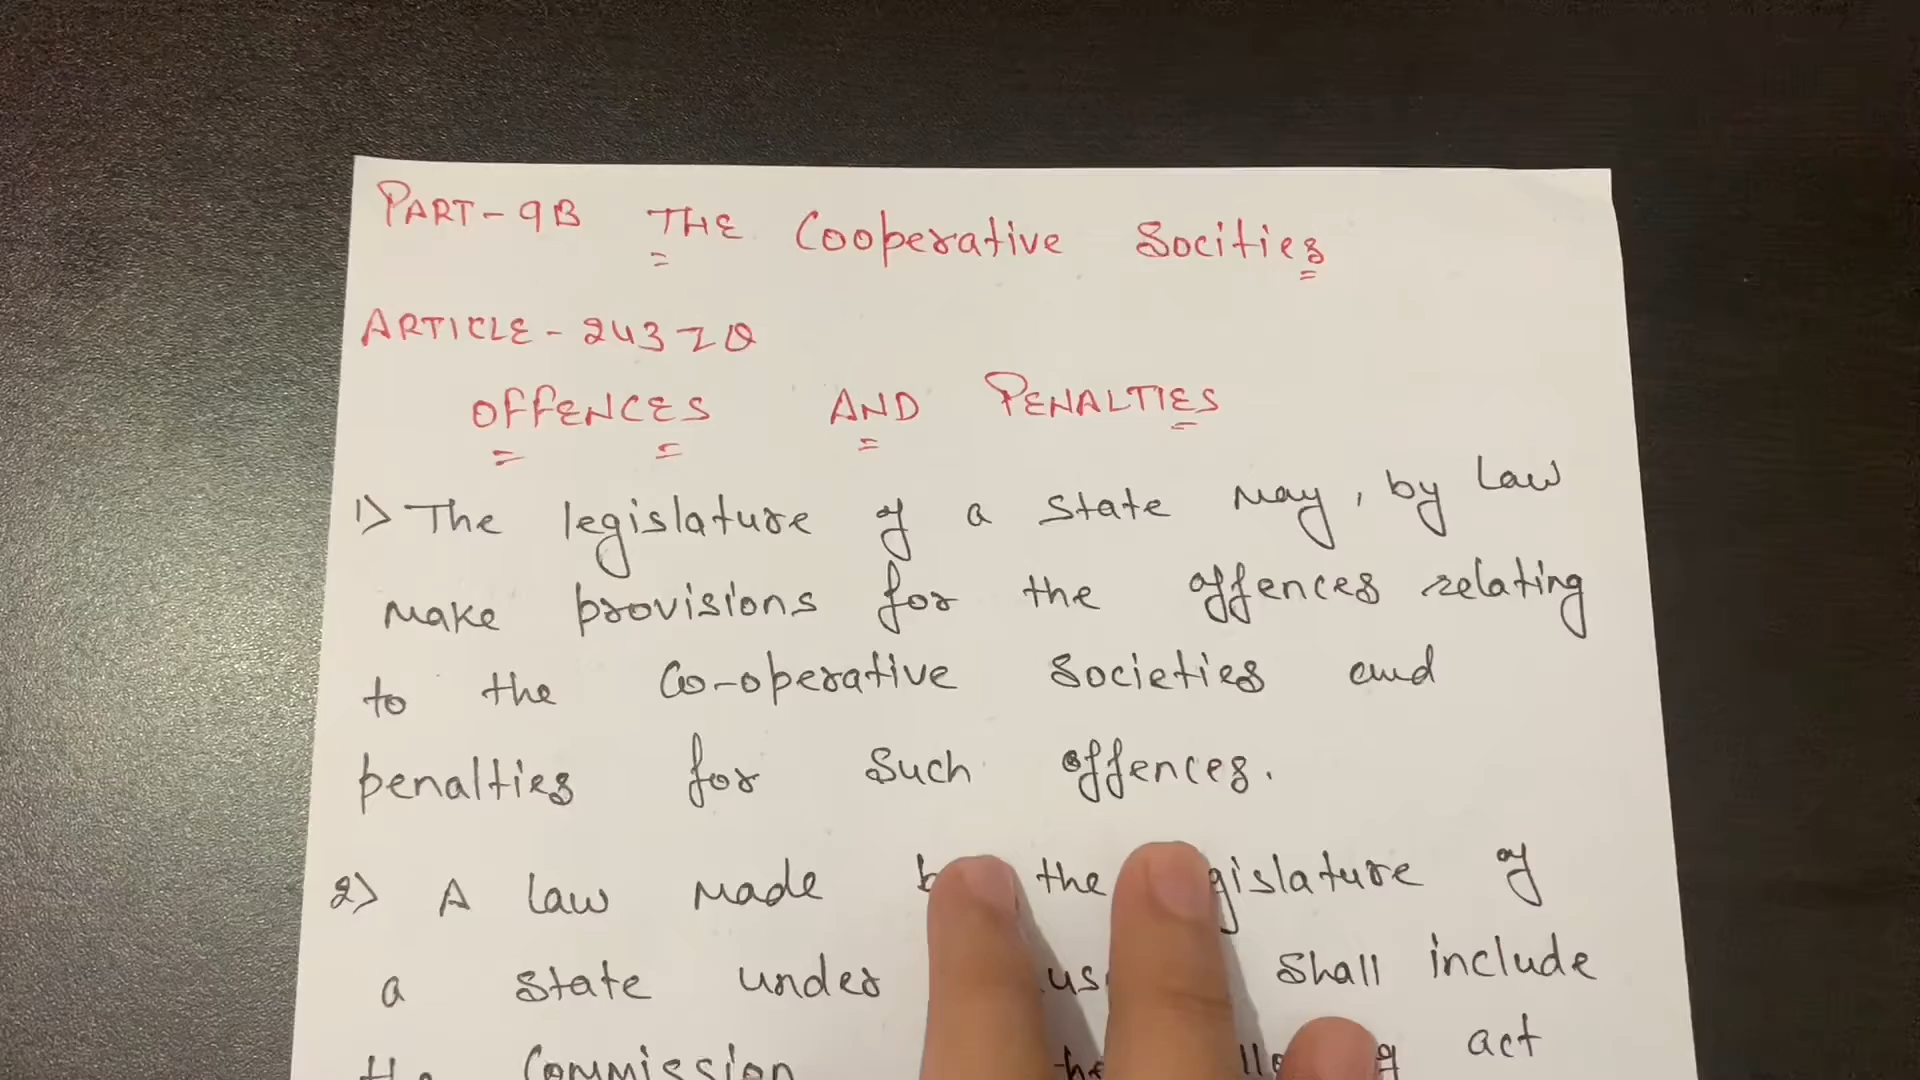 PART-9B THE Cooperative Socities
ARTICLE-243ZQ
OFFENCES AND PENALTIES
1) The legislature of a state may, by law
make provisions for the offences relating
to the Co-operative societies and
penalties for such offences.
2) A law made the of
a state under shall include
Commission act